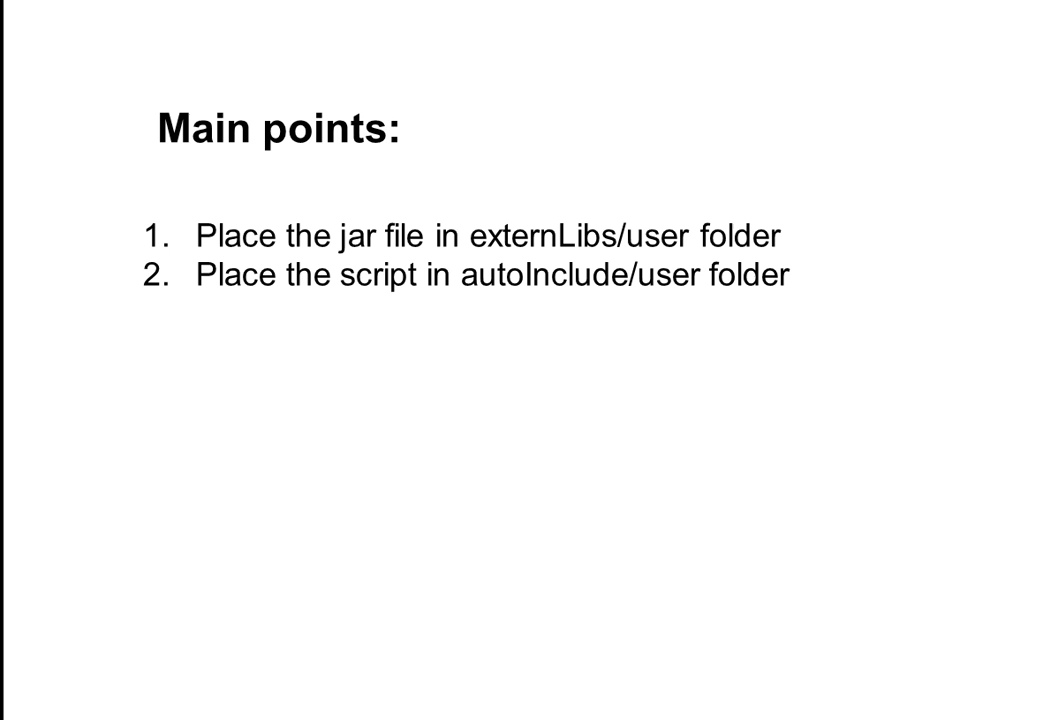 Main points:
1. Place the jar file in externLibs/user folder
2. Place the script in autoInclude/user folder